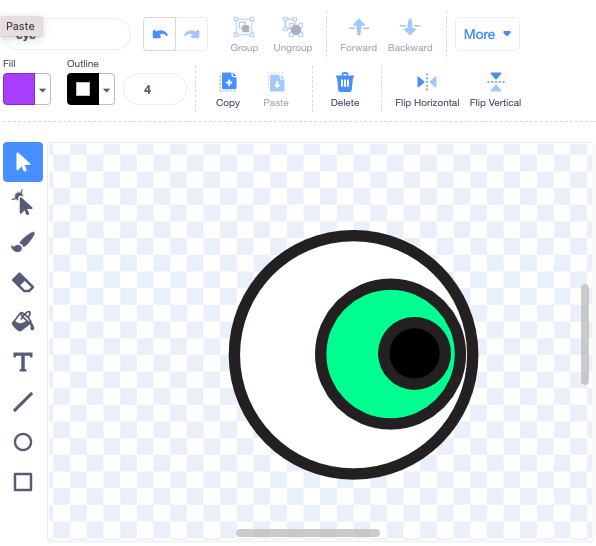 Paste
eye
Group
Ungroup
Forward
Backward
More
Fill
Outline
4
Copy
Paste
Delete
Flip Horizontal
Flip Vertical
T